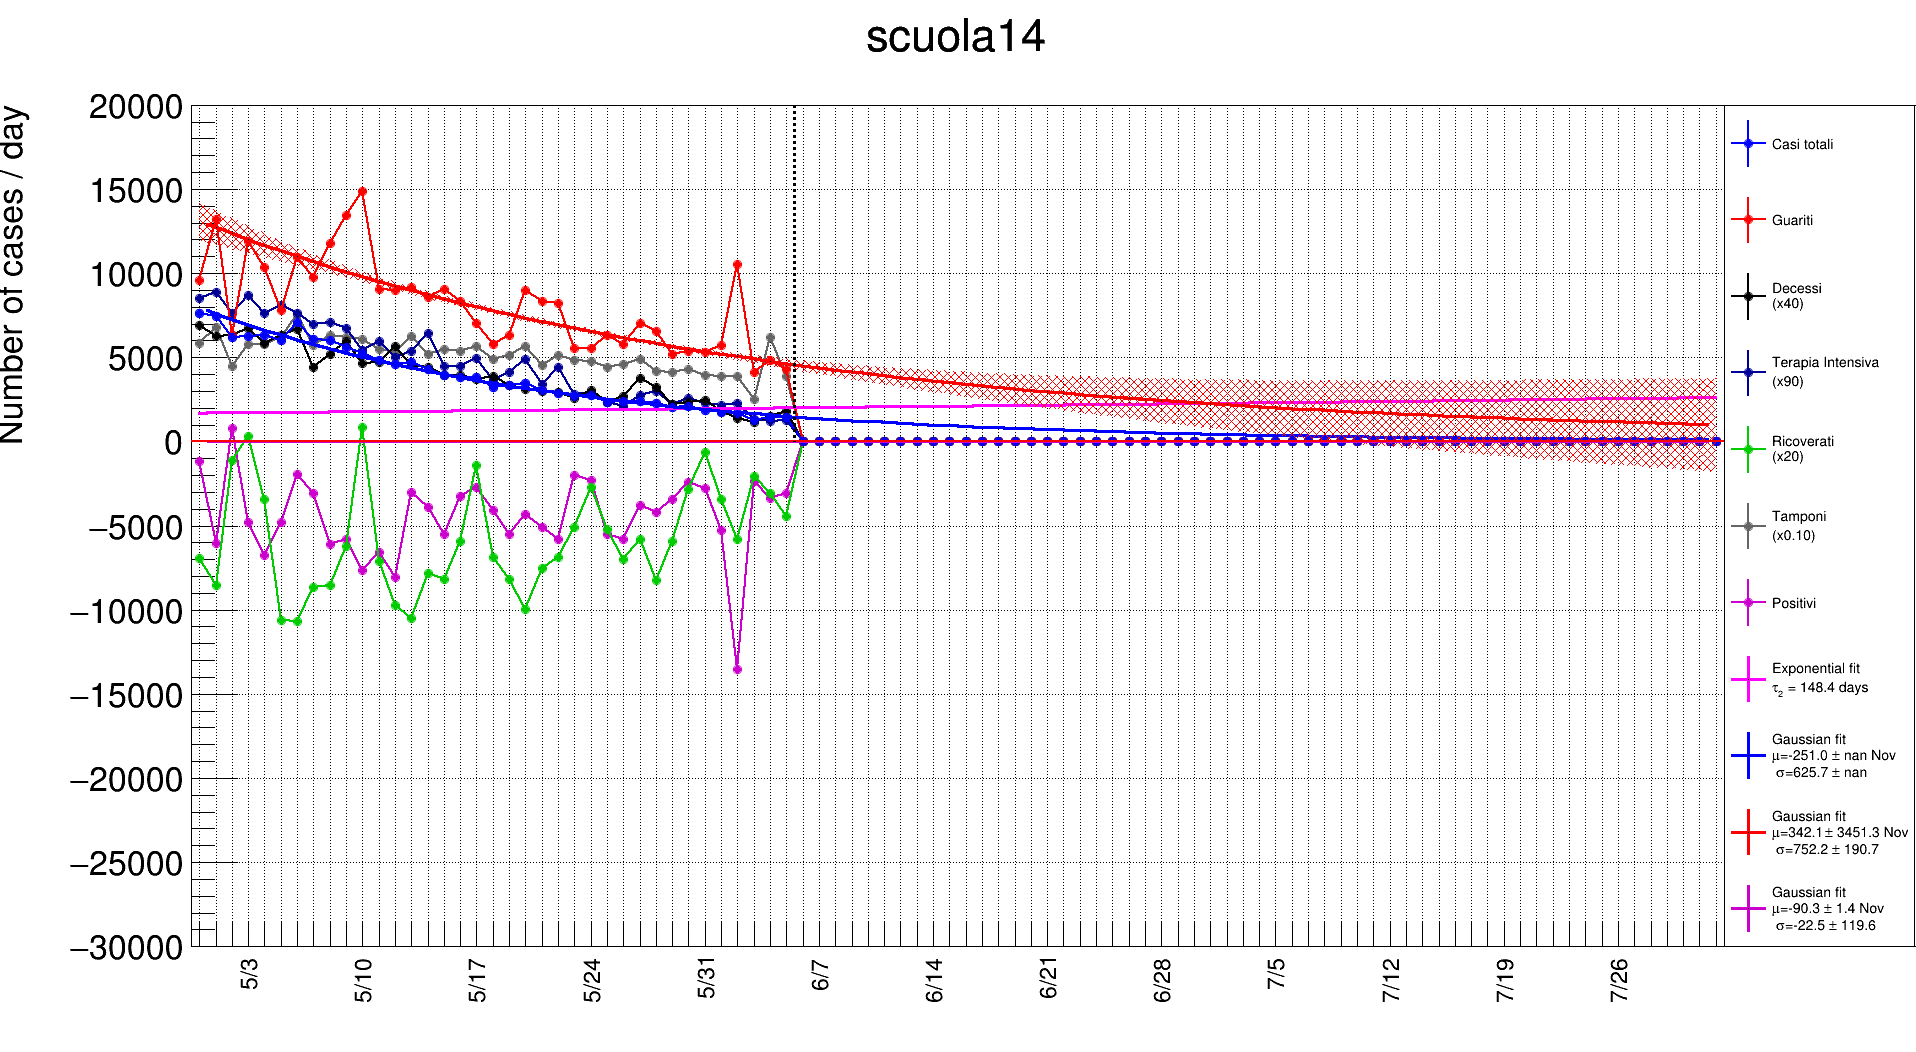 scuola14
Number of cases / day
20000
15000
10000
5000
0
−5000
−10000
−15000
−20000
−25000
−30000
5/3
5/10
5/17
5/24
5/31
6/7
6/14
6/21
6/28
7/5
7/12
7/19
7/26
Casi totali
Guariti
Decessi
(x40)
Terapia Intensiva
(x90)
Ricoverati
(x20)
Tamponi
(x0.10)
Positivi
Exponential fit
τ2 = 148.4 days
Gaussian fit
μ=-251.0 ± nan Nov
σ=625.7 ± nan
Gaussian fit
μ=342.1 ± 3451.3 Nov
σ=752.2 ± 190.7
Gaussian fit
μ=-90.3 ± 1.4 Nov
σ=-22.5 ± 119.6